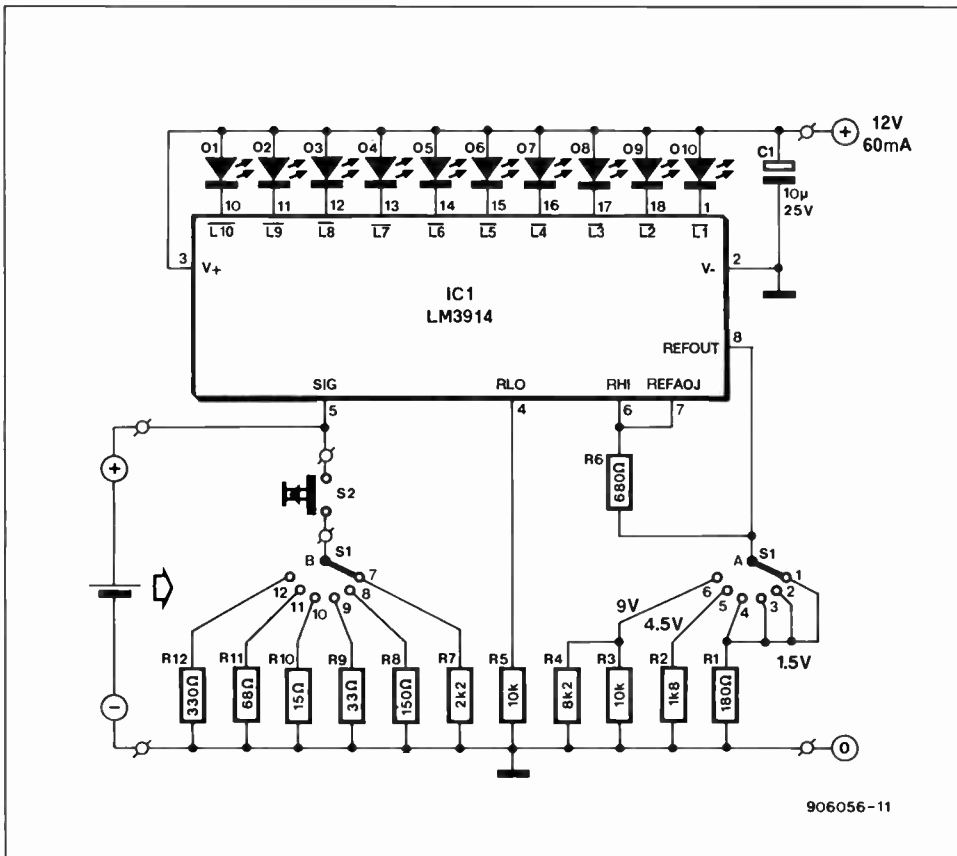 12V
60mA
O1 O2 O3 O4 O5 O6 O7 O8 O9 O10
C1
10µ
25V
10 11 12 13 14 15 16 17 18 1
L10 L9 L8 L7 L6 L5 L4 L3 L2 L1
3 V+
V- 2
IC1
LM3914
REFOUT 8
SIG RLO RHI REFAOJ
5 4 6 7
R6
680Ω
S2
B S1
A S1
7 8 9 10 11 12
1 2 3 4 5 6
9V
4.5V
1.5V
R12 R11 R10 R9 R8 R7 R5 R4 R3 R2 R1
330Ω 68Ω 15Ω 33Ω 150Ω 2k2 10k 8k2 10k 1k8 180Ω
0
906056-11